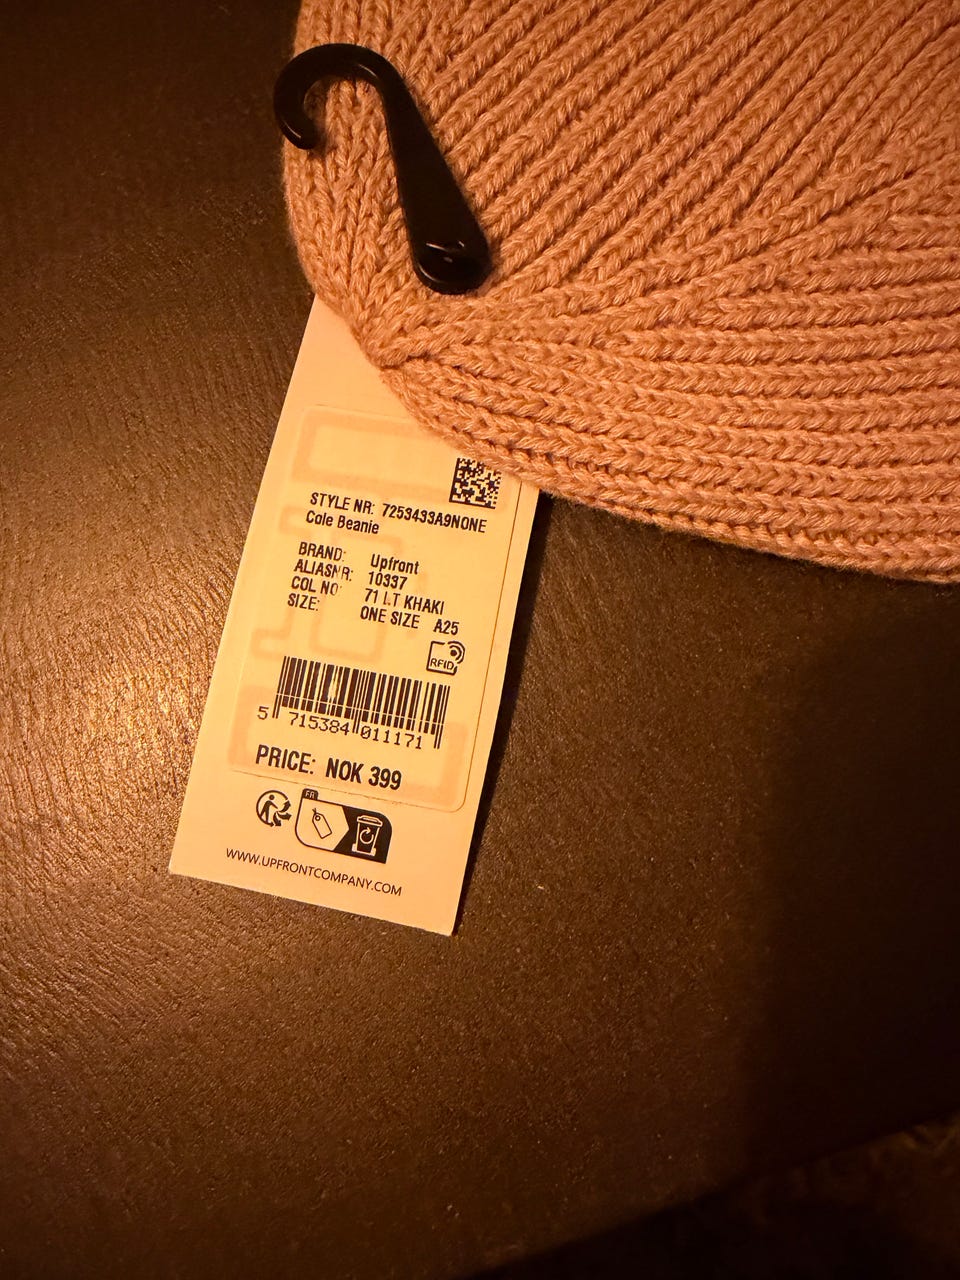 STYLE NR: 7253433A9NONE
Cole Beanie
BRAND: Upfront
ALIASNR: 10337
COL NO: 71 LT KHAKI
SIZE: ONE SIZE A25
RFID
5 715384 011171
PRICE: NOK 399
FR
WWW.UPFRONTCOMPANY.COM